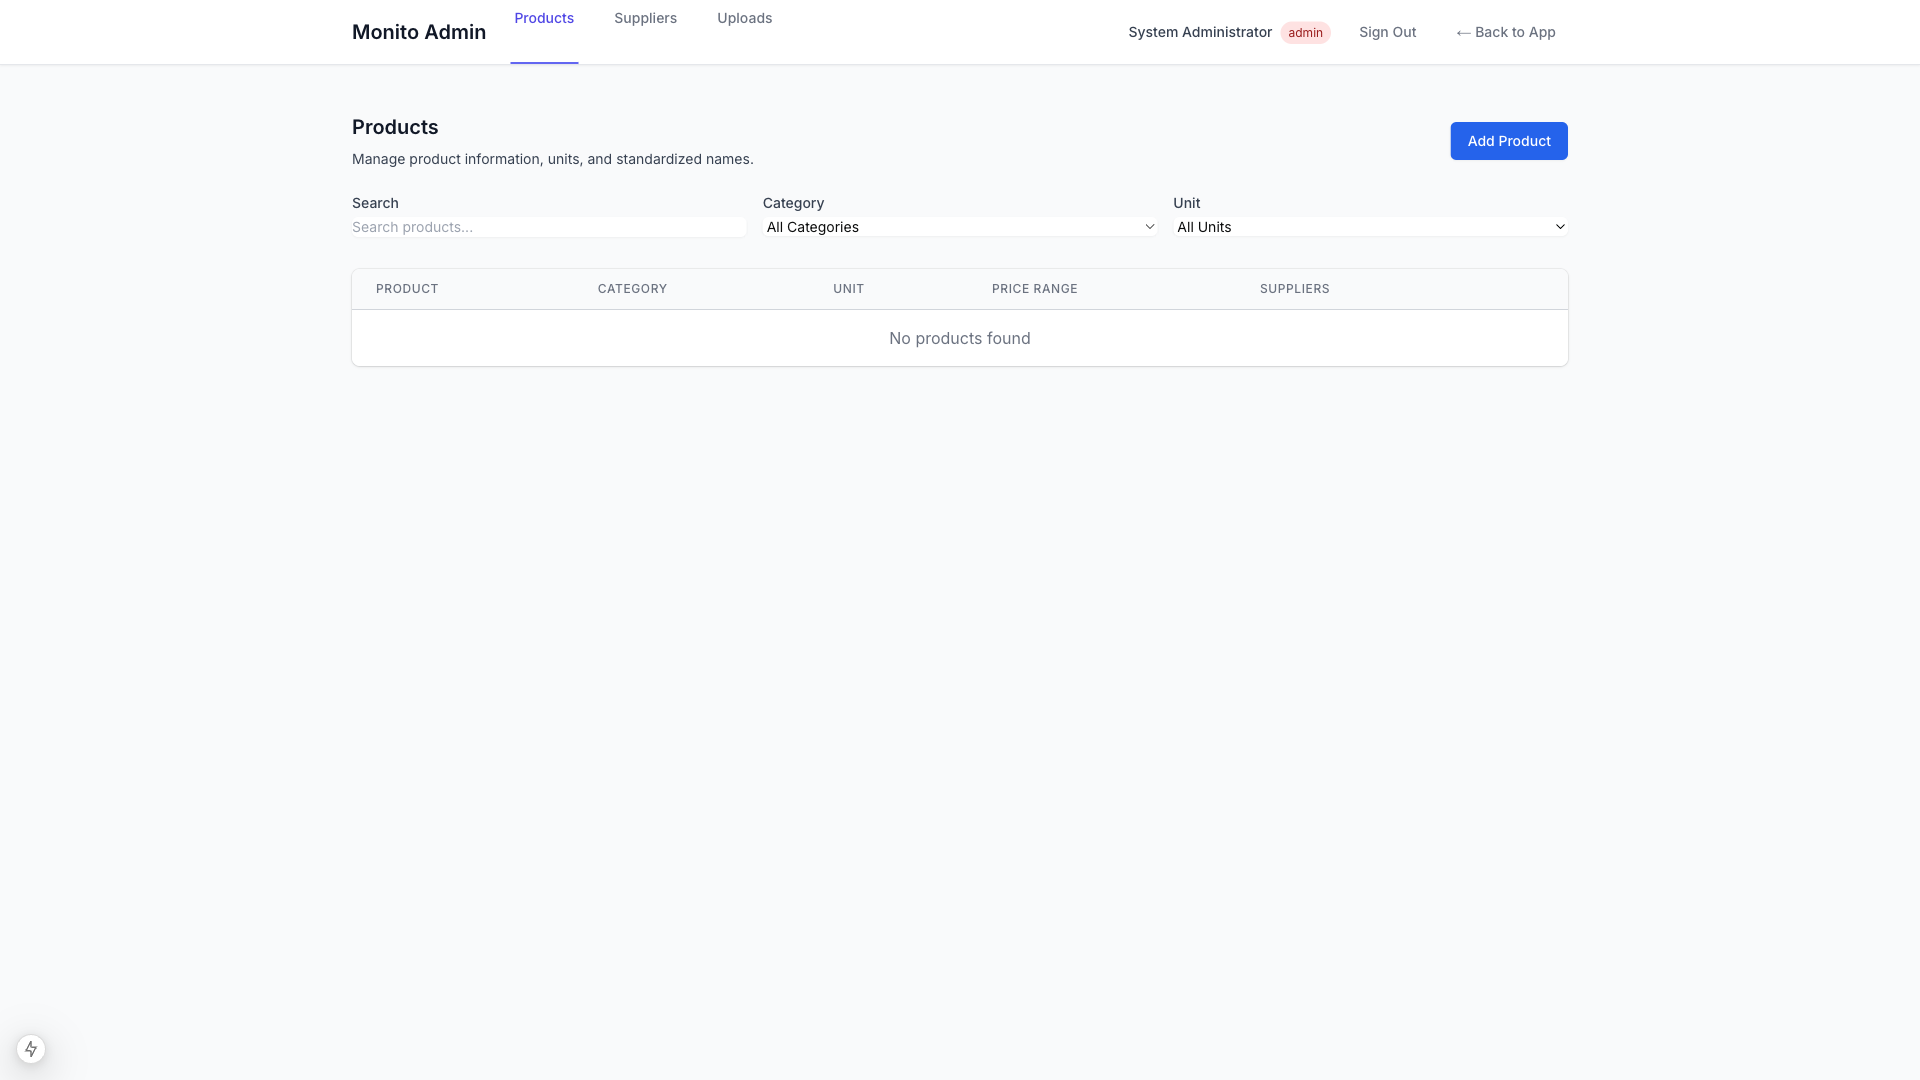 Monito Admin
Products
Suppliers
Uploads
System Administrator
admin
Sign Out
← Back to App
Products
Manage product information, units, and standardized names.
Add Product
Search
Search products...
Category
All Categories
Unit
All Units
PRODUCT
CATEGORY
UNIT
PRICE RANGE
SUPPLIERS
No products found